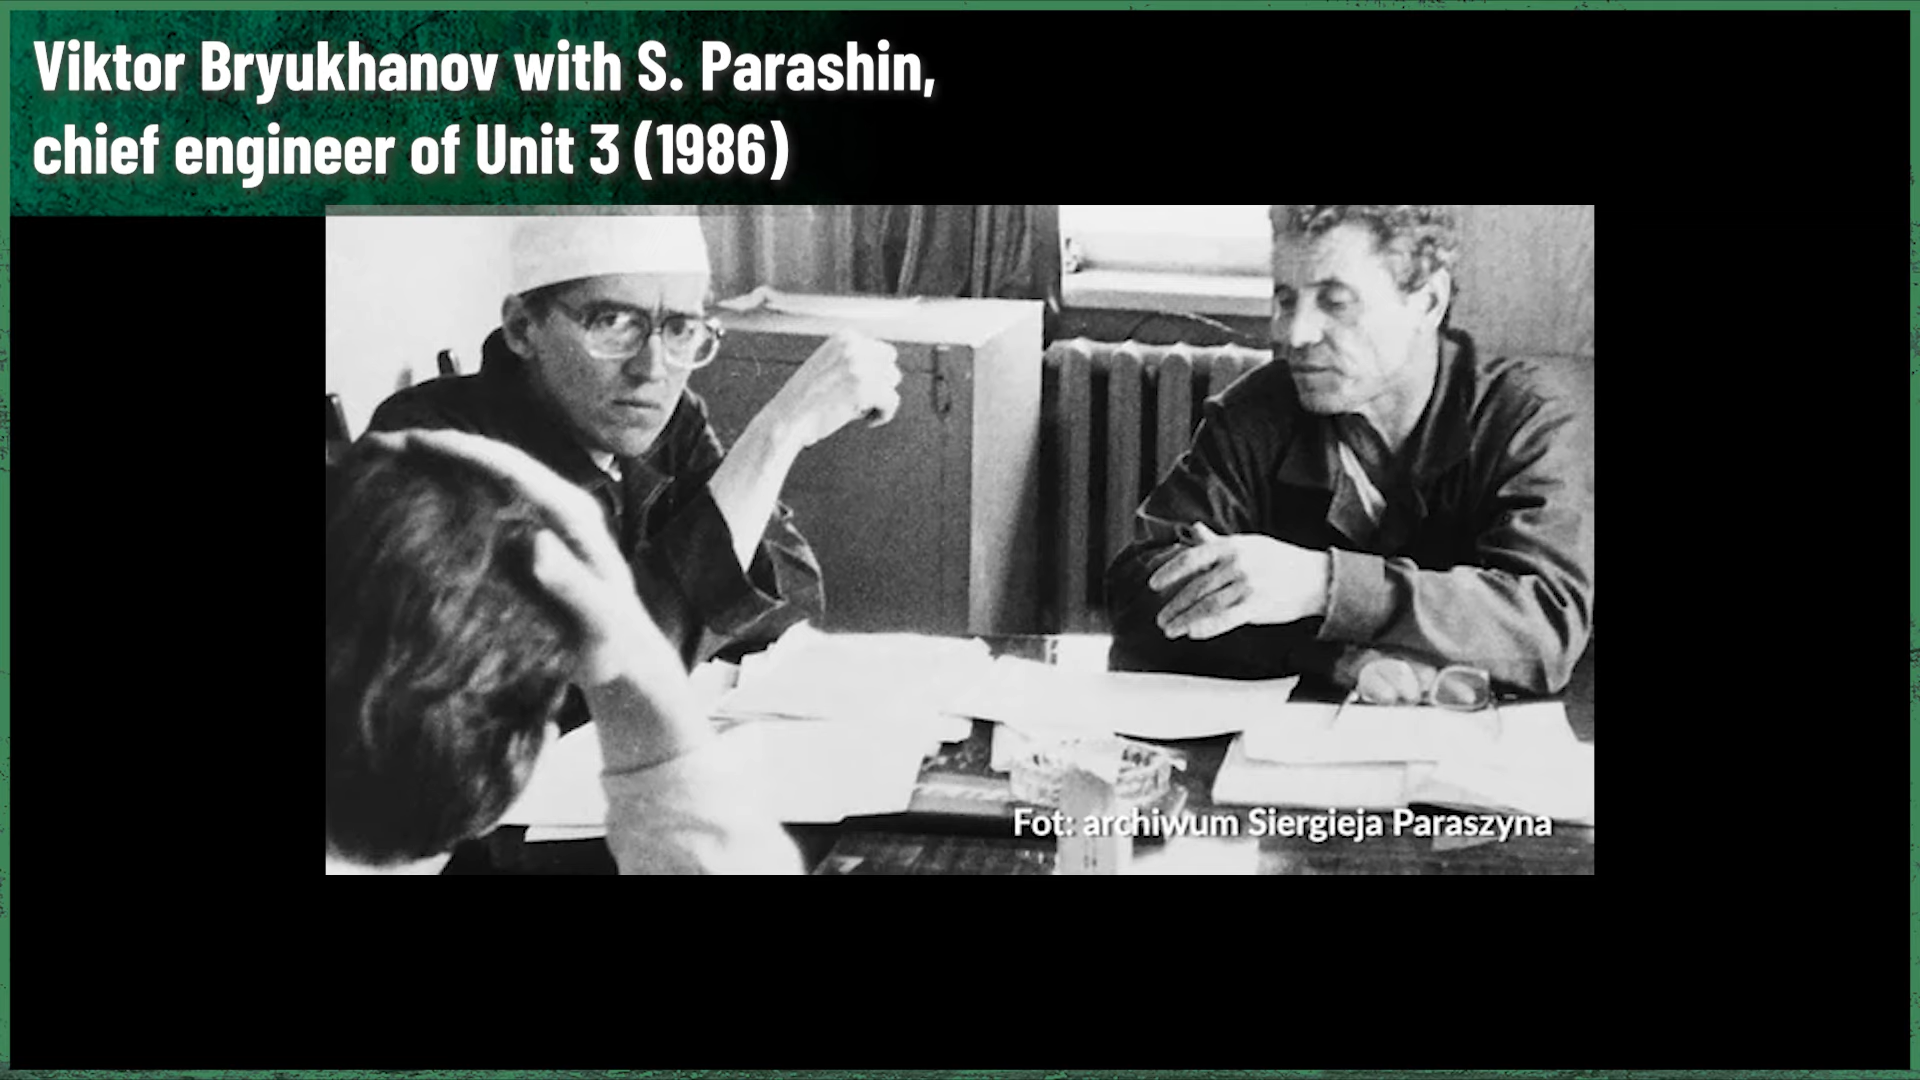 Viktor Bryukhanov with S. Parashin,
chief engineer of Unit 3 (1986)
Fot: archiwum Siergieja Paraszyna